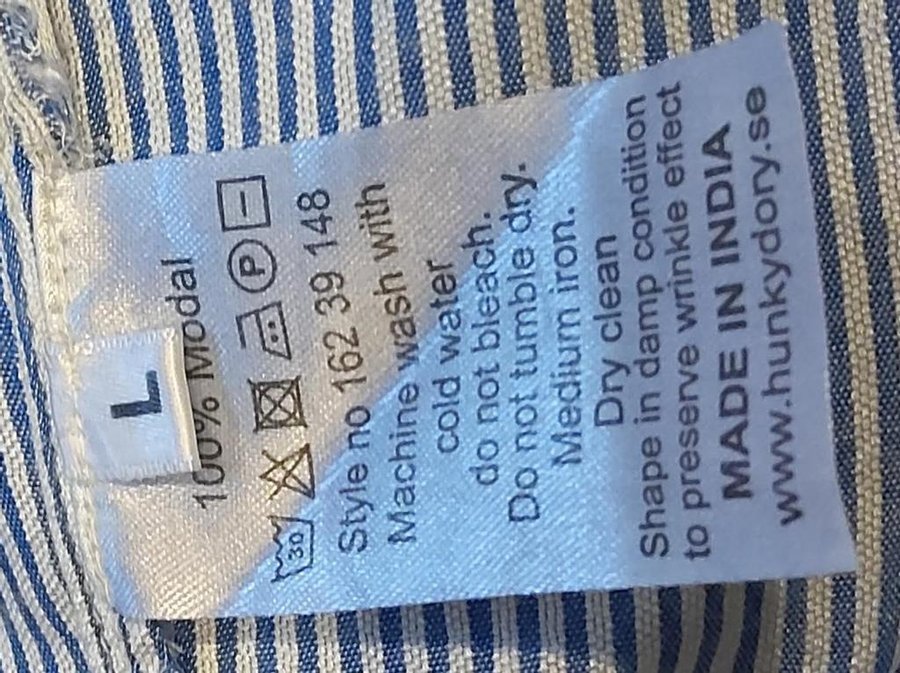 L
100% Modal
30 P
Style no 162 39 148
Machine wash with
cold water
do not bleach.
Do not tumble dry.
Medium iron.
Dry clean
Shape in damp condition
to preserve wrinkle effect
MADE IN INDIA
www.hunkydory.se